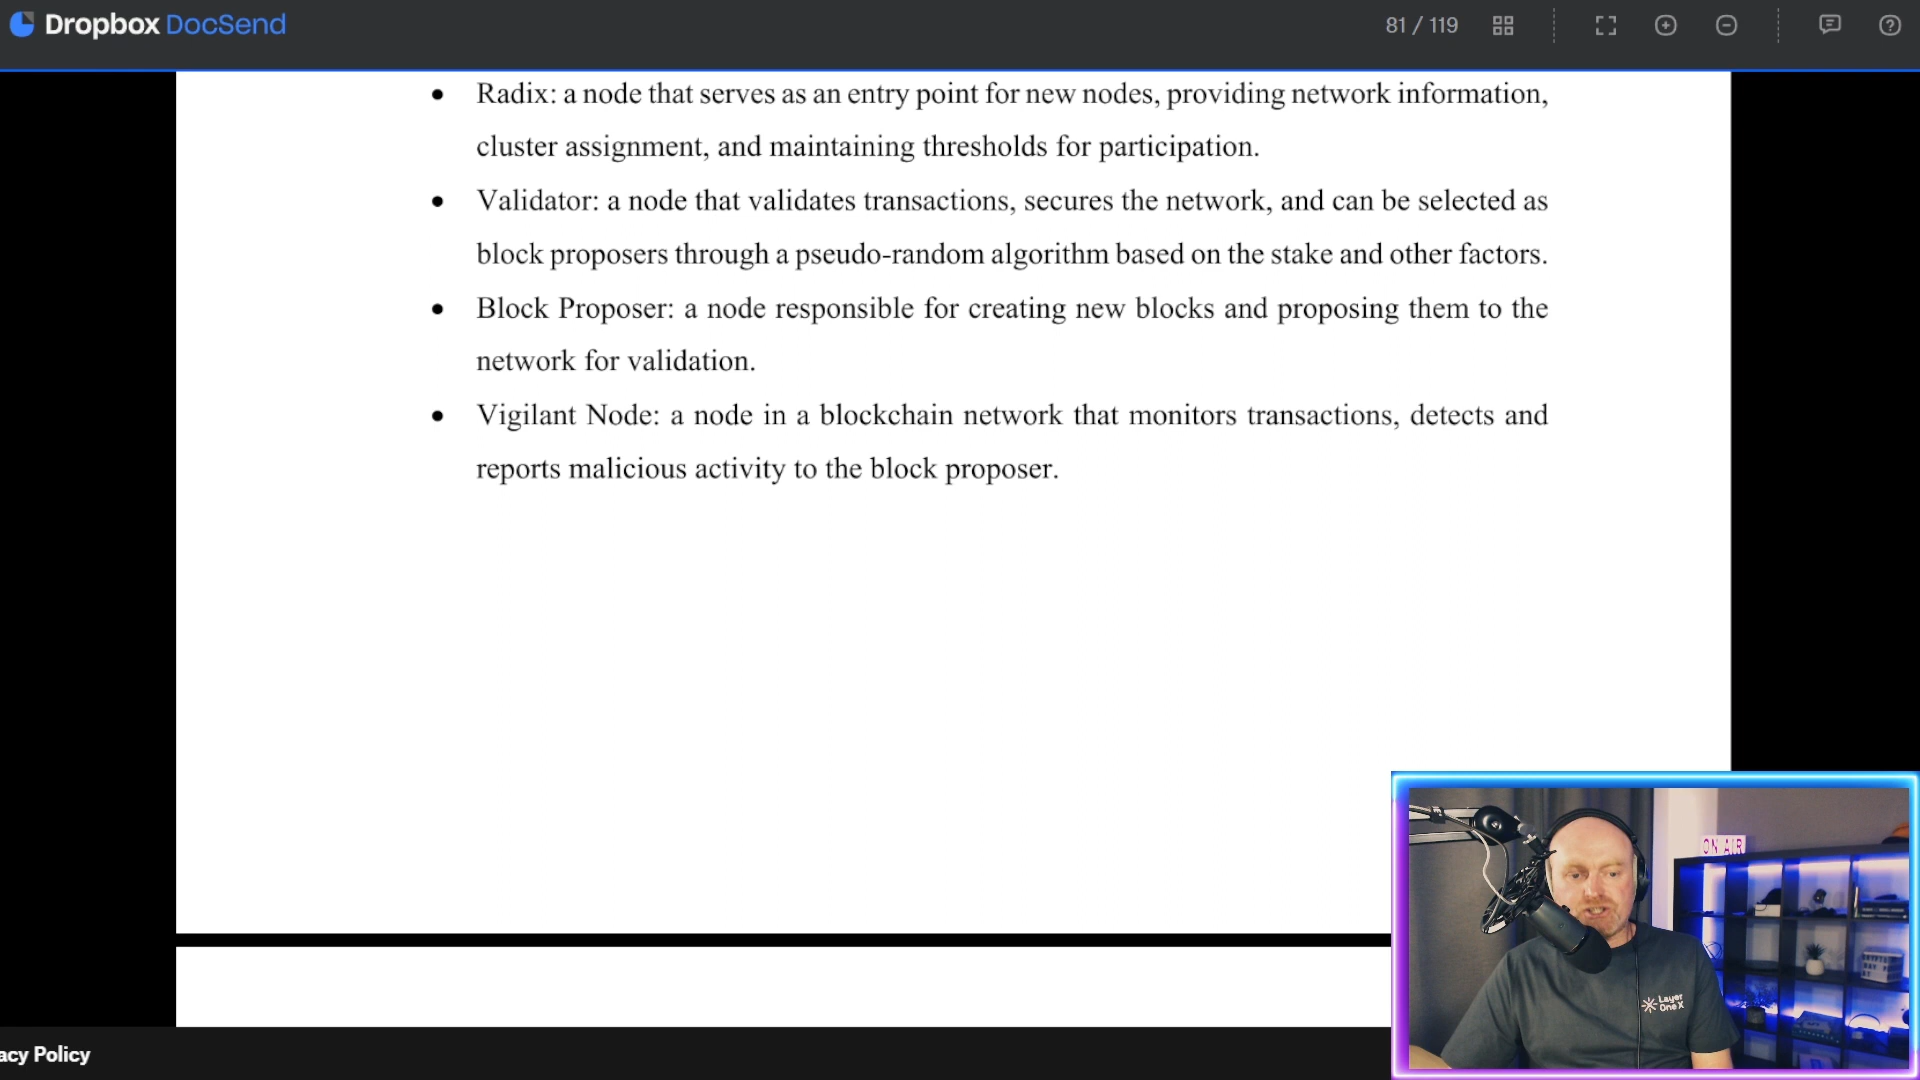 Dropbox DocSend
81 / 119
• Radix: a node that serves as an entry point for new nodes, providing network information,
cluster assignment, and maintaining thresholds for participation.
• Validator: a node that validates transactions, secures the network, and can be selected as
block proposers through a pseudo-random algorithm based on the stake and other factors.
• Block Proposer: a node responsible for creating new blocks and proposing them to the
network for validation.
• Vigilant Node: a node in a blockchain network that monitors transactions, detects and
reports malicious activity to the block proposer.
ON AIR
Layer
One X
acy Policy